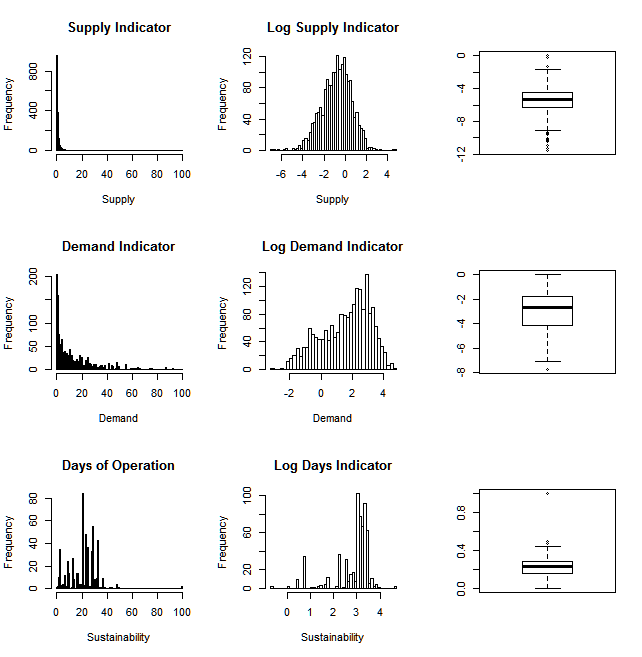 Supply Indicator
Log Supply Indicator
Frequency
0 400 800
0 20 40 60 80 100
Supply
Frequency
0 40 80 120
-6 -4 -2 0 2 4
Supply
-12 -8 -4 0
Demand Indicator
Log Demand Indicator
Frequency
0 50 100 200
0 20 40 60 80 100
Demand
Frequency
0 40 80 120
-2 0 2 4
Demand
-8 -6 -4 -2 0
Days of Operation
Log Days Indicator
Frequency
0 20 40 60 80
0 20 40 60 80 100
Sustainability
Frequency
0 20 40 60 80 100
0 1 2 3 4
Sustainability
0.0 0.4 0.8